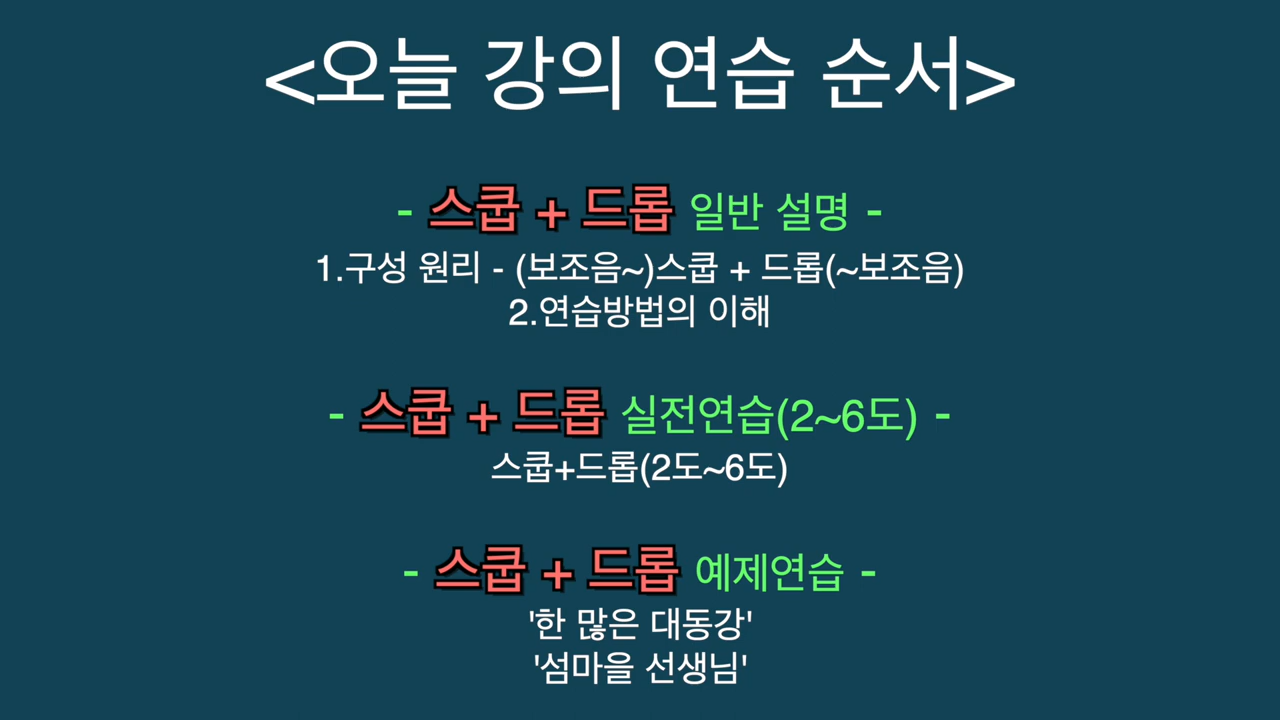 <오늘 강의 연습 순서>
- 스쿱 + 드롭 일반 설명 -
1.구성 원리 - (보조음~)스쿱 + 드롭(~보조음)
2.연습방법의 이해
- 스쿱 + 드롭 실전연습(2~6도) -
스쿱+드롭(2도~6도)
- 스쿱 + 드롭 예제연습 -
'한 많은 대동강'
'섬마을 선생님'